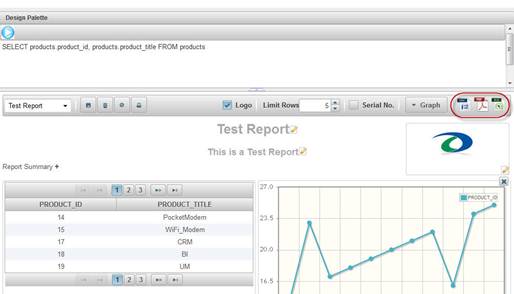 Design Palette
SELECT products.product_id, products.product_title FROM products
Test Report
Logo
Limit Rows
5
Serial No.
Graph
Test Report
This is a Test Report
Report Summary +
1 2 3
PRODUCT_ID PRODUCT_TITLE
14 PocketModem
15 WiFi_Modem
17 CRM
18 BI
19 UM
1 2 3
27.0
PRODUCT_ID
23.5
20.0
16.5